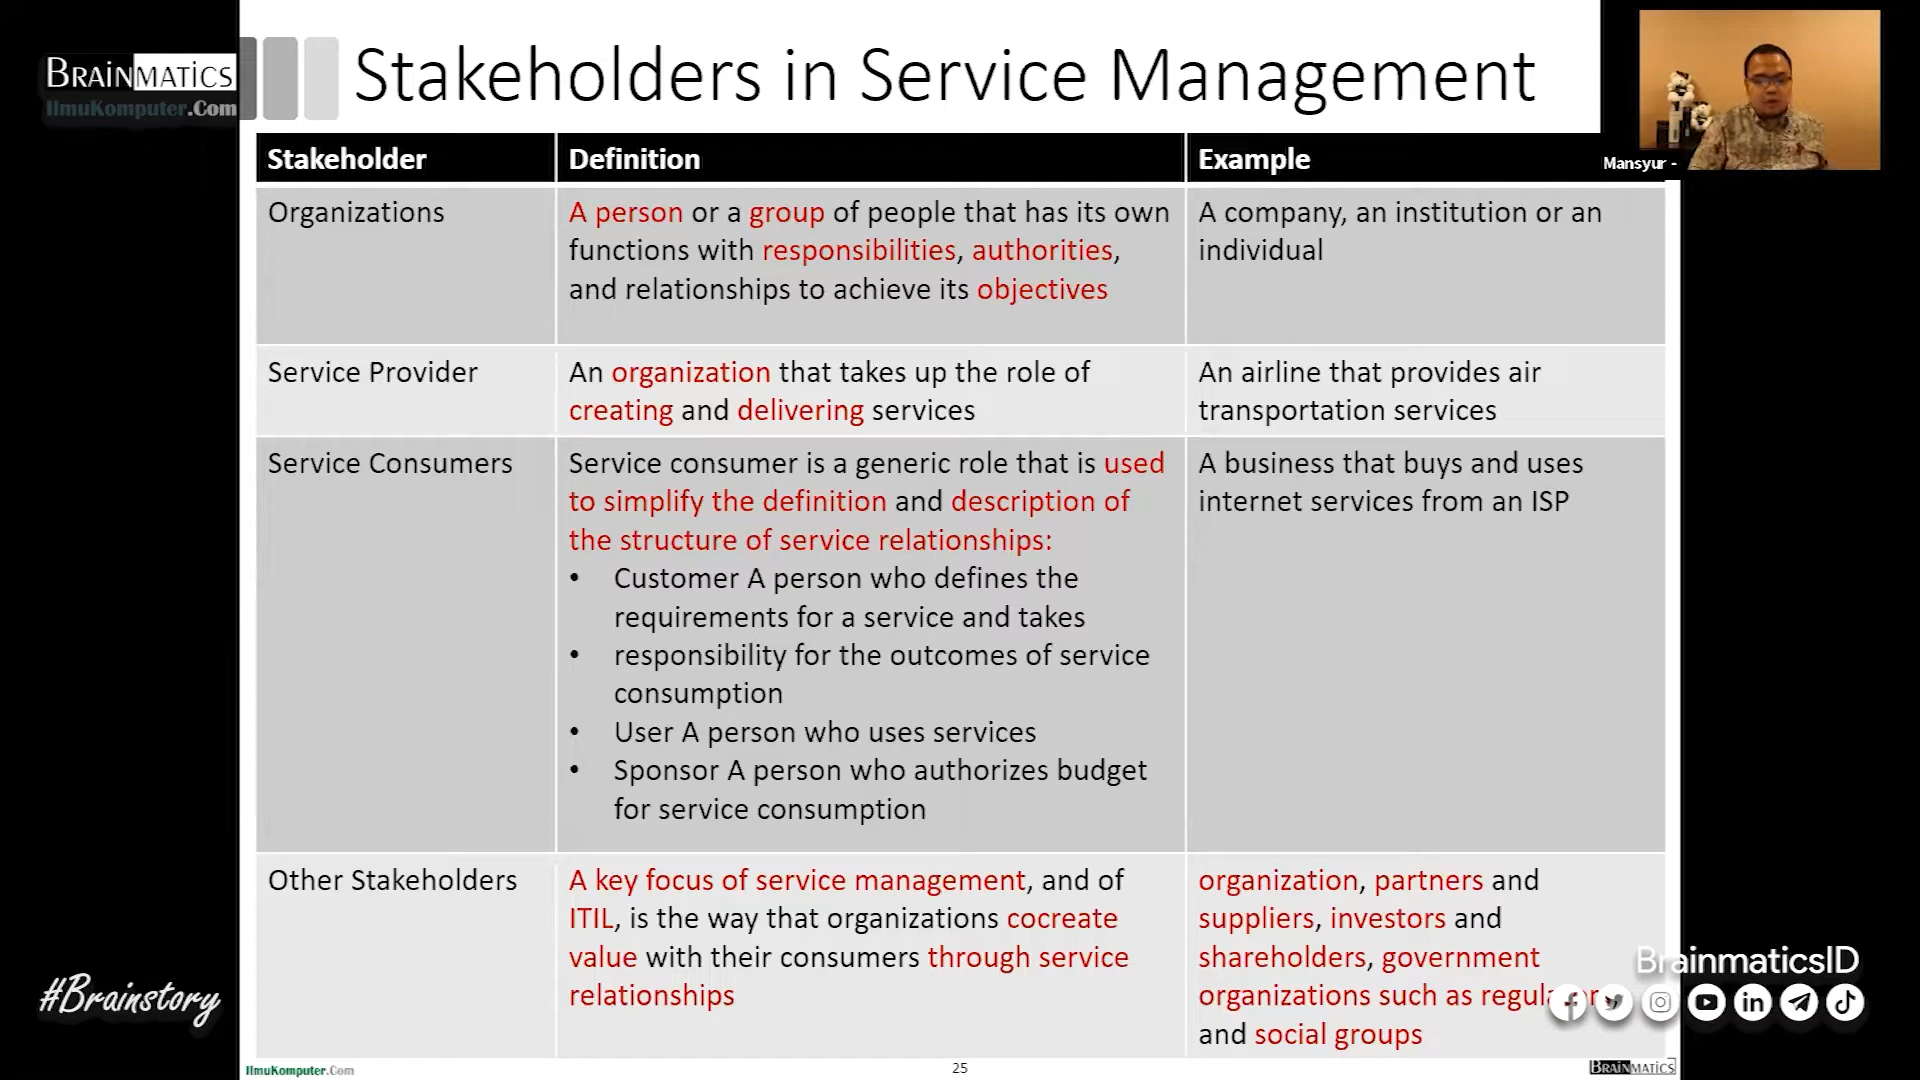 BRAINMATICS
IlmuKomputer.Com
Stakeholders in Service Management
Mansyur -
Stakeholder
Definition
Example
Organizations
A person or a group of people that has its own
functions with responsibilities, authorities,
and relationships to achieve its objectives
A company, an institution or an
individual
Service Provider
An organization that takes up the role of
creating and delivering services
An airline that provides air
transportation services
Service Consumers
Service consumer is a generic role that is used
to simplify the definition and description of
the structure of service relationships:
• Customer A person who defines the
requirements for a service and takes
• responsibility for the outcomes of service
consumption
• User A person who uses services
• Sponsor A person who authorizes budget
for service consumption
A business that buys and uses
internet services from an ISP
Other Stakeholders
A key focus of service management, and of
ITIL, is the way that organizations cocreate
value with their consumers through service
relationships
organization, partners and
suppliers, investors and
shareholders, government
organizations such as
and social groups
BrainmaticsID
#Brainstory
IlmuKomputer.Com
25
BRAINMATICS